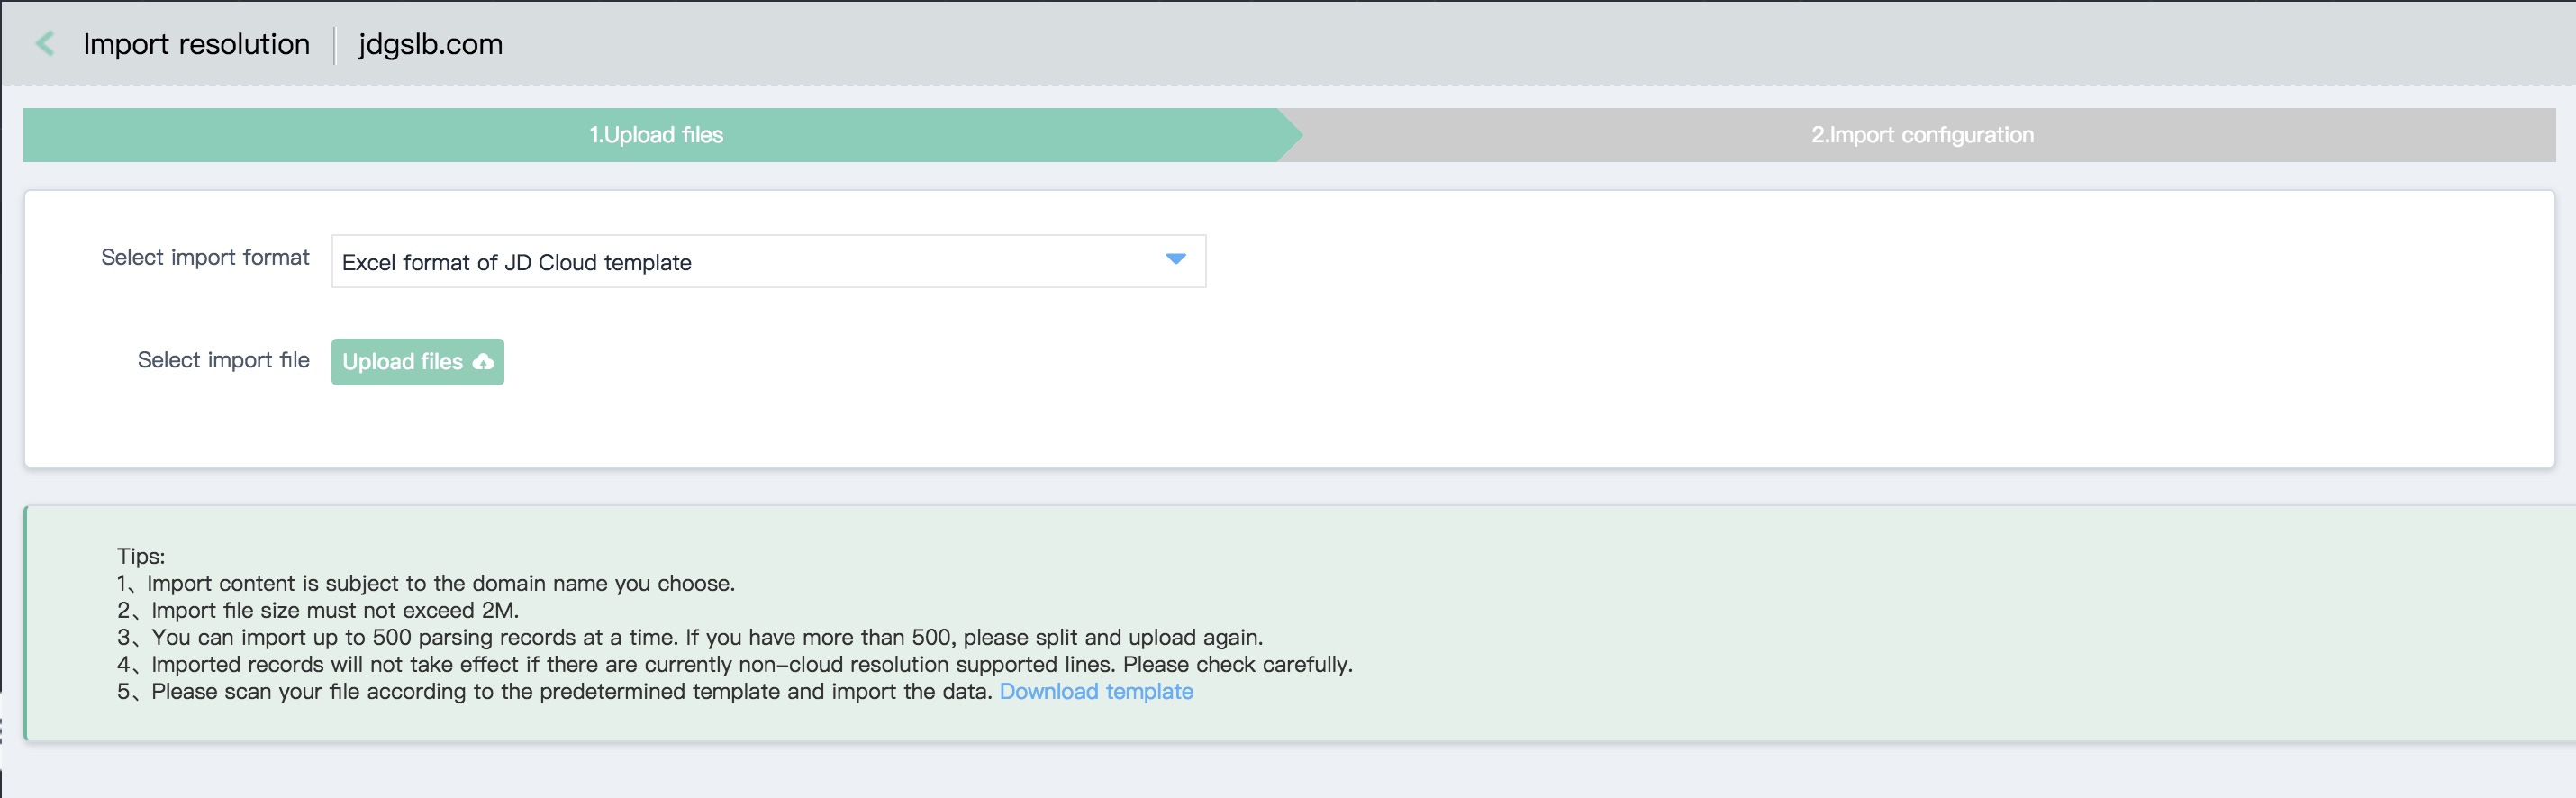 Import resolution jdgslb.com
1.Upload files 2.Import configuration
Select import format Excel format of JD Cloud template
Select import file Upload files
Tips:
1、Import content is subject to the domain name you choose.
2、Import file size must not exceed 2M.
3、You can import up to 500 parsing records at a time. If you have more than 500, please split and upload again.
4、Imported records will not take effect if there are currently non-cloud resolution supported lines. Please check carefully.
5、Please scan your file according to the predetermined template and import the data. Download template